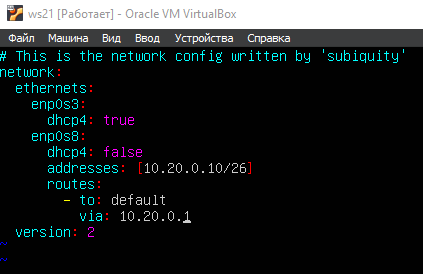 ws21 [Работает] - Oracle VM VirtualBox
Файл Машина Вид Ввод Устройства Справка
# This is the network config written by 'subiquity'
network:
  ethernets:
    enp0s3:
      dhcp4: true
    enp0s8:
      dhcp4: false
      addresses: [10.20.0.10/26]
      routes:
        - to: default
          via: 10.20.0.1
  version: 2
~
~